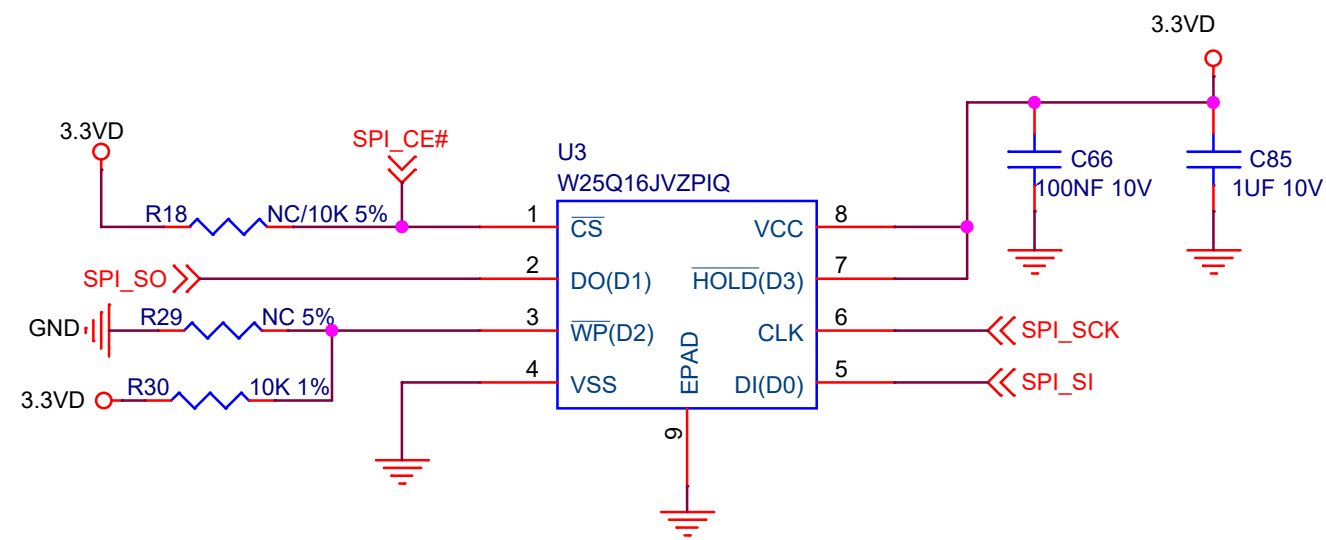 3.3VD
3.3VD
SPI_CE#
U3
W25Q16JVZPIQ
C66
100NF 10V
C85
1UF 10V
R18 NC/10K 5%
1 CS VCC 8
SPI_SO
2 DO(D1) HOLD(D3) 7
GND R29 NC 5%
3 WP(D2) CLK 6 SPI_SCK
3.3VD R30 10K 1%
4 VSS EPAD DI(D0) 5 SPI_SI
9